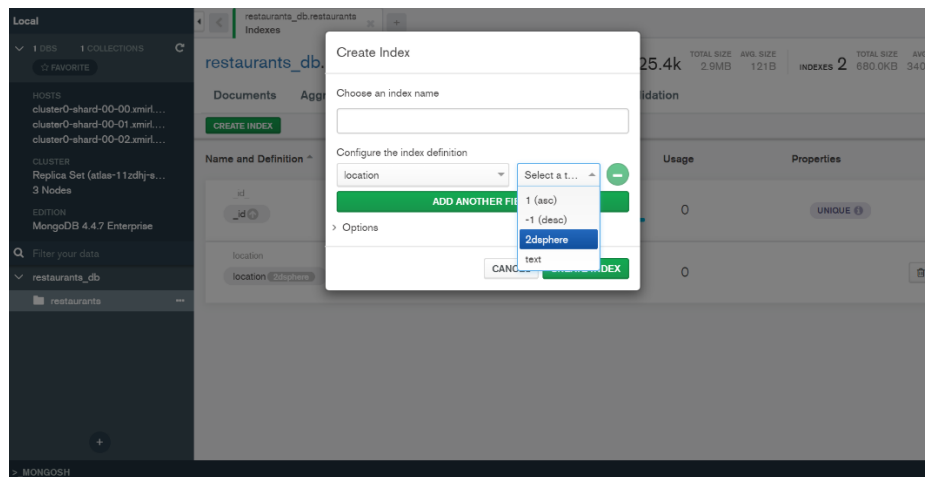 Local
1 DBS 1 COLLECTIONS
☆ FAVORITE
HOSTS
cluster0-shard-00-00.xmirl....
cluster0-shard-00-01.xmirl....
cluster0-shard-00-02.xmirl....
CLUSTER
Replica Set (atlas-11zdhj-s...
3 Nodes
EDITION
MongoDB 4.4.7 Enterprise
Filter your data
restaurants_db
restaurants
>_MONGOSH
restaurants_db.restaurants
Indexes
restaurants_db.
25.4k TOTAL SIZE 2.9MB AVG. SIZE 121B INDEXES 2 TOTAL SIZE 680.0KB 340
Documents
CREATE INDEX
Name and Definition
Usage
Properties
_id
_id
0
UNIQUE
location
location 2dsphere
0
Create Index
Choose an index name
Configure the index definition
location
Select a t...
1 (asc)
-1 (desc)
2dsphere
text
ADD ANOTHER
Options